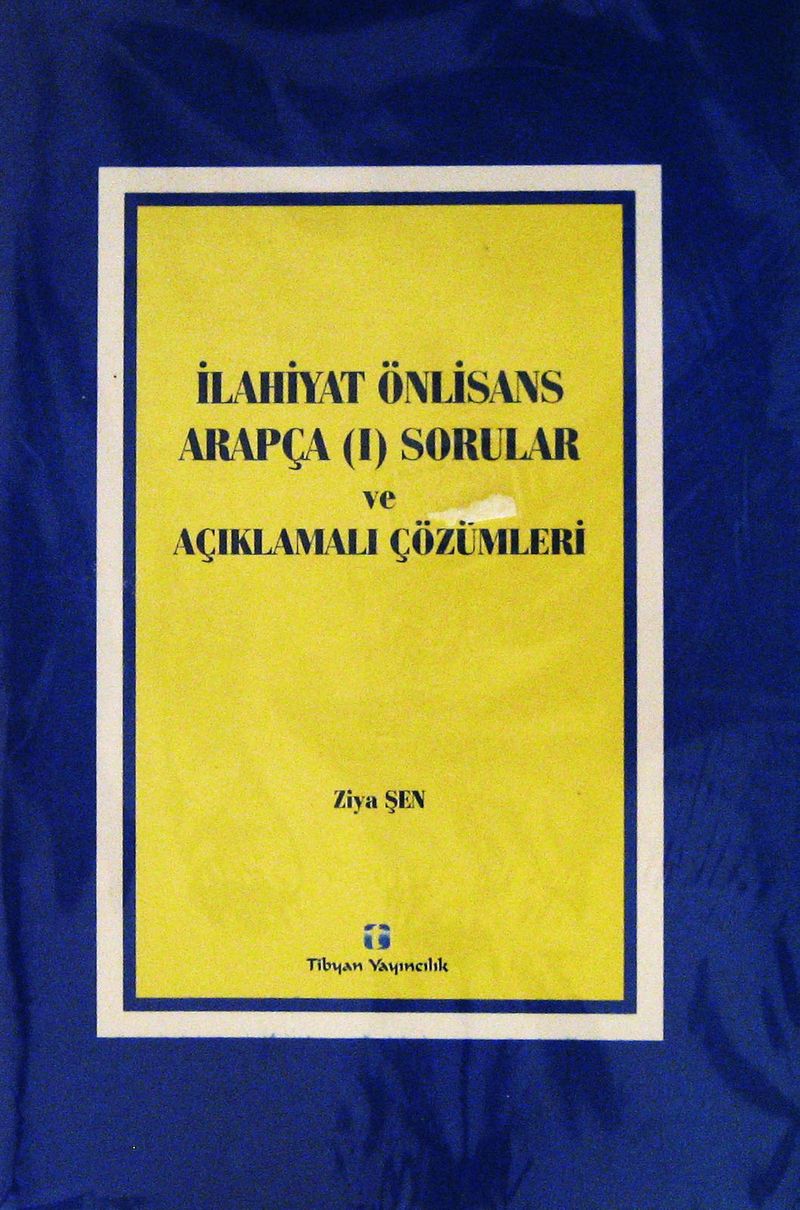 İLAHİYAT ÖNLİSANS
ARAPÇA (I) SORULAR
ve
AÇIKLAMALI ÇÖZÜMLERİ
Ziya ŞEN
t
Tibyan Yayıncılık